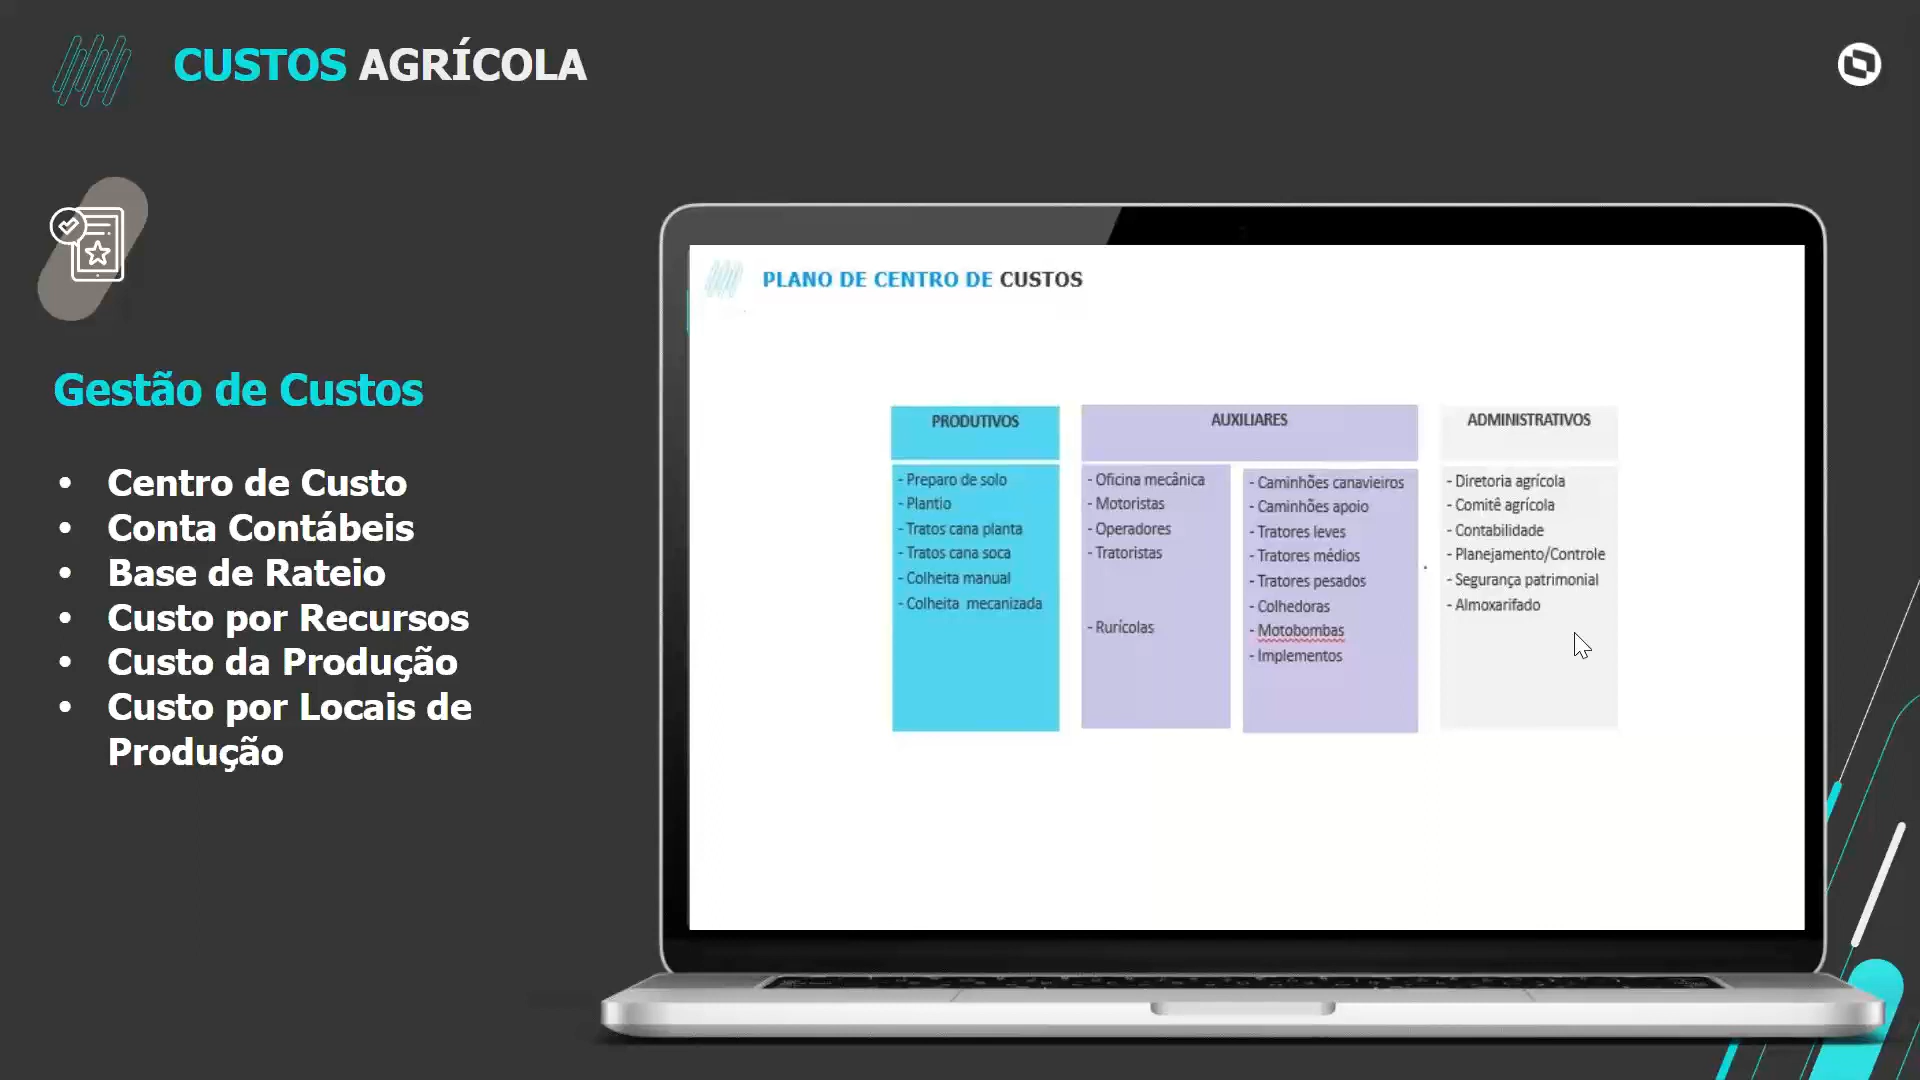 CUSTOS AGRÍCOLA
Gestão de Custos
• Centro de Custo
• Conta Contábeis
• Base de Rateio
• Custo por Recursos
• Custo da Produção
• Custo por Locais de
Produção
PLANO DE CENTRO DE CUSTOS
PRODUTIVOS
- Preparo de solo
- Plantio
- Tratos cana planta
- Tratos cana soca
- Colheita manual
- Colheita mecanizada
AUXILIARES
- Oficina mecânica
- Motoristas
- Operadores
- Tratoristas
- Rurícolas
- Caminhões canavieiros
- Caminhões apoio
- Tratores leves
- Tratores médios
- Tratores pesados
- Colhedoras
- Motobombas
- Implementos
ADMINISTRATIVOS
- Diretoria agrícola
- Comitê agrícola
- Contabilidade
- Planejamento/Controle
- Segurança patrimonial
- Almoxarifado